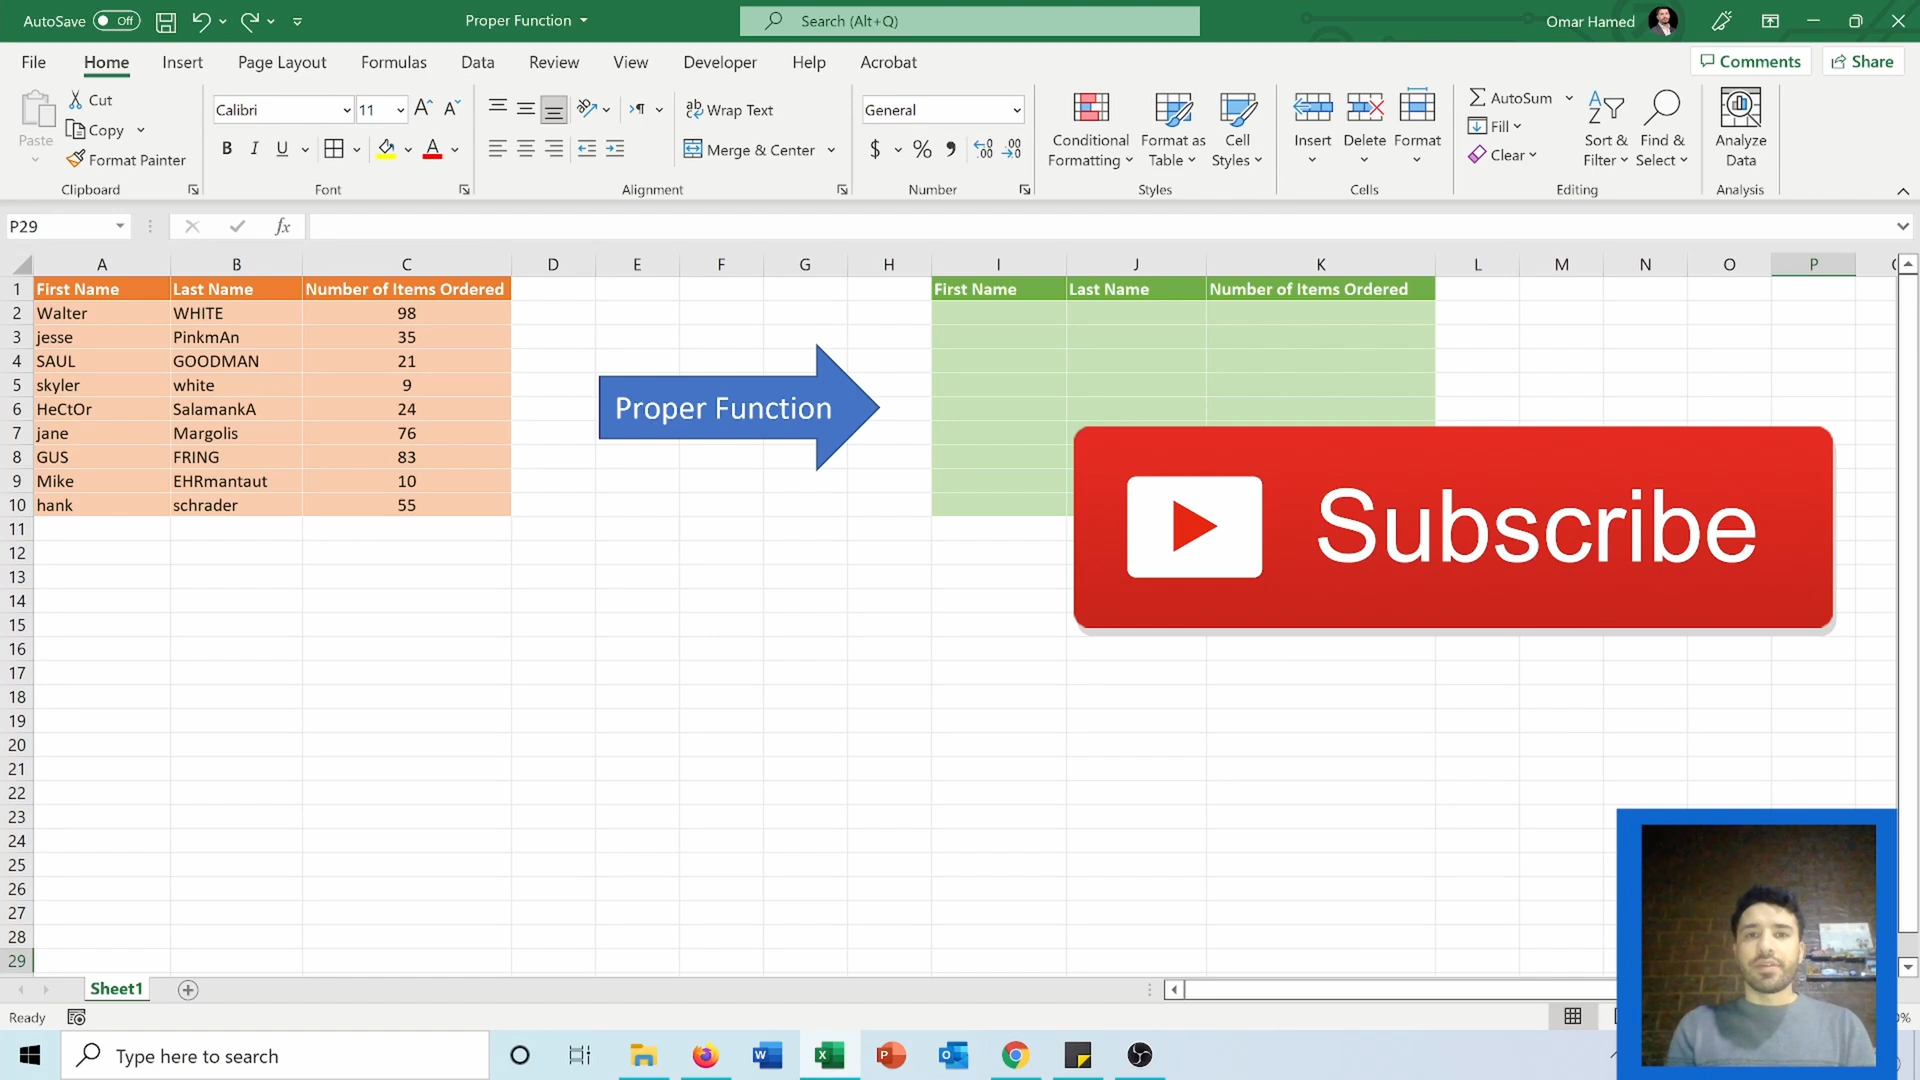 AutoSave Off
Proper Function
Search (Alt+Q)
Omar Hamed
File Home Insert Page Layout Formulas Data Review View Developer Help Acrobat
Comments Share
Paste
Cut
Copy
Format Painter
Clipboard
Calibri 11
B I U A
Font
Wrap Text
Merge & Center
Alignment
General
$ % 9
Number
Conditional Formatting
Format as Table
Cell Styles
Styles
Insert Delete Format
Cells
AutoSum
Fill
Clear
Sort & Filter
Find & Select
Editing
Analyze Data
Analysis
P29 fx
A B C D E F G H I J K L M N O P
1 First Name Last Name Number of Items Ordered First Name Last Name Number of Items Ordered
2 Walter WHITE 98
3 jesse PinkmAn 35
4 SAUL GOODMAN 21
5 skyler white 9
6 HeCtOr SalamankA 24
7 jane Margolis 76
8 GUS FRING 83
9 Mike EHRmantaut 10
10 hank schrader 55
Proper Function
Subscribe
11
12
13
14
15
16
17
18
19
20
21
22
23
24
25
26
27
28
29
Sheet1
Ready
Type here to search